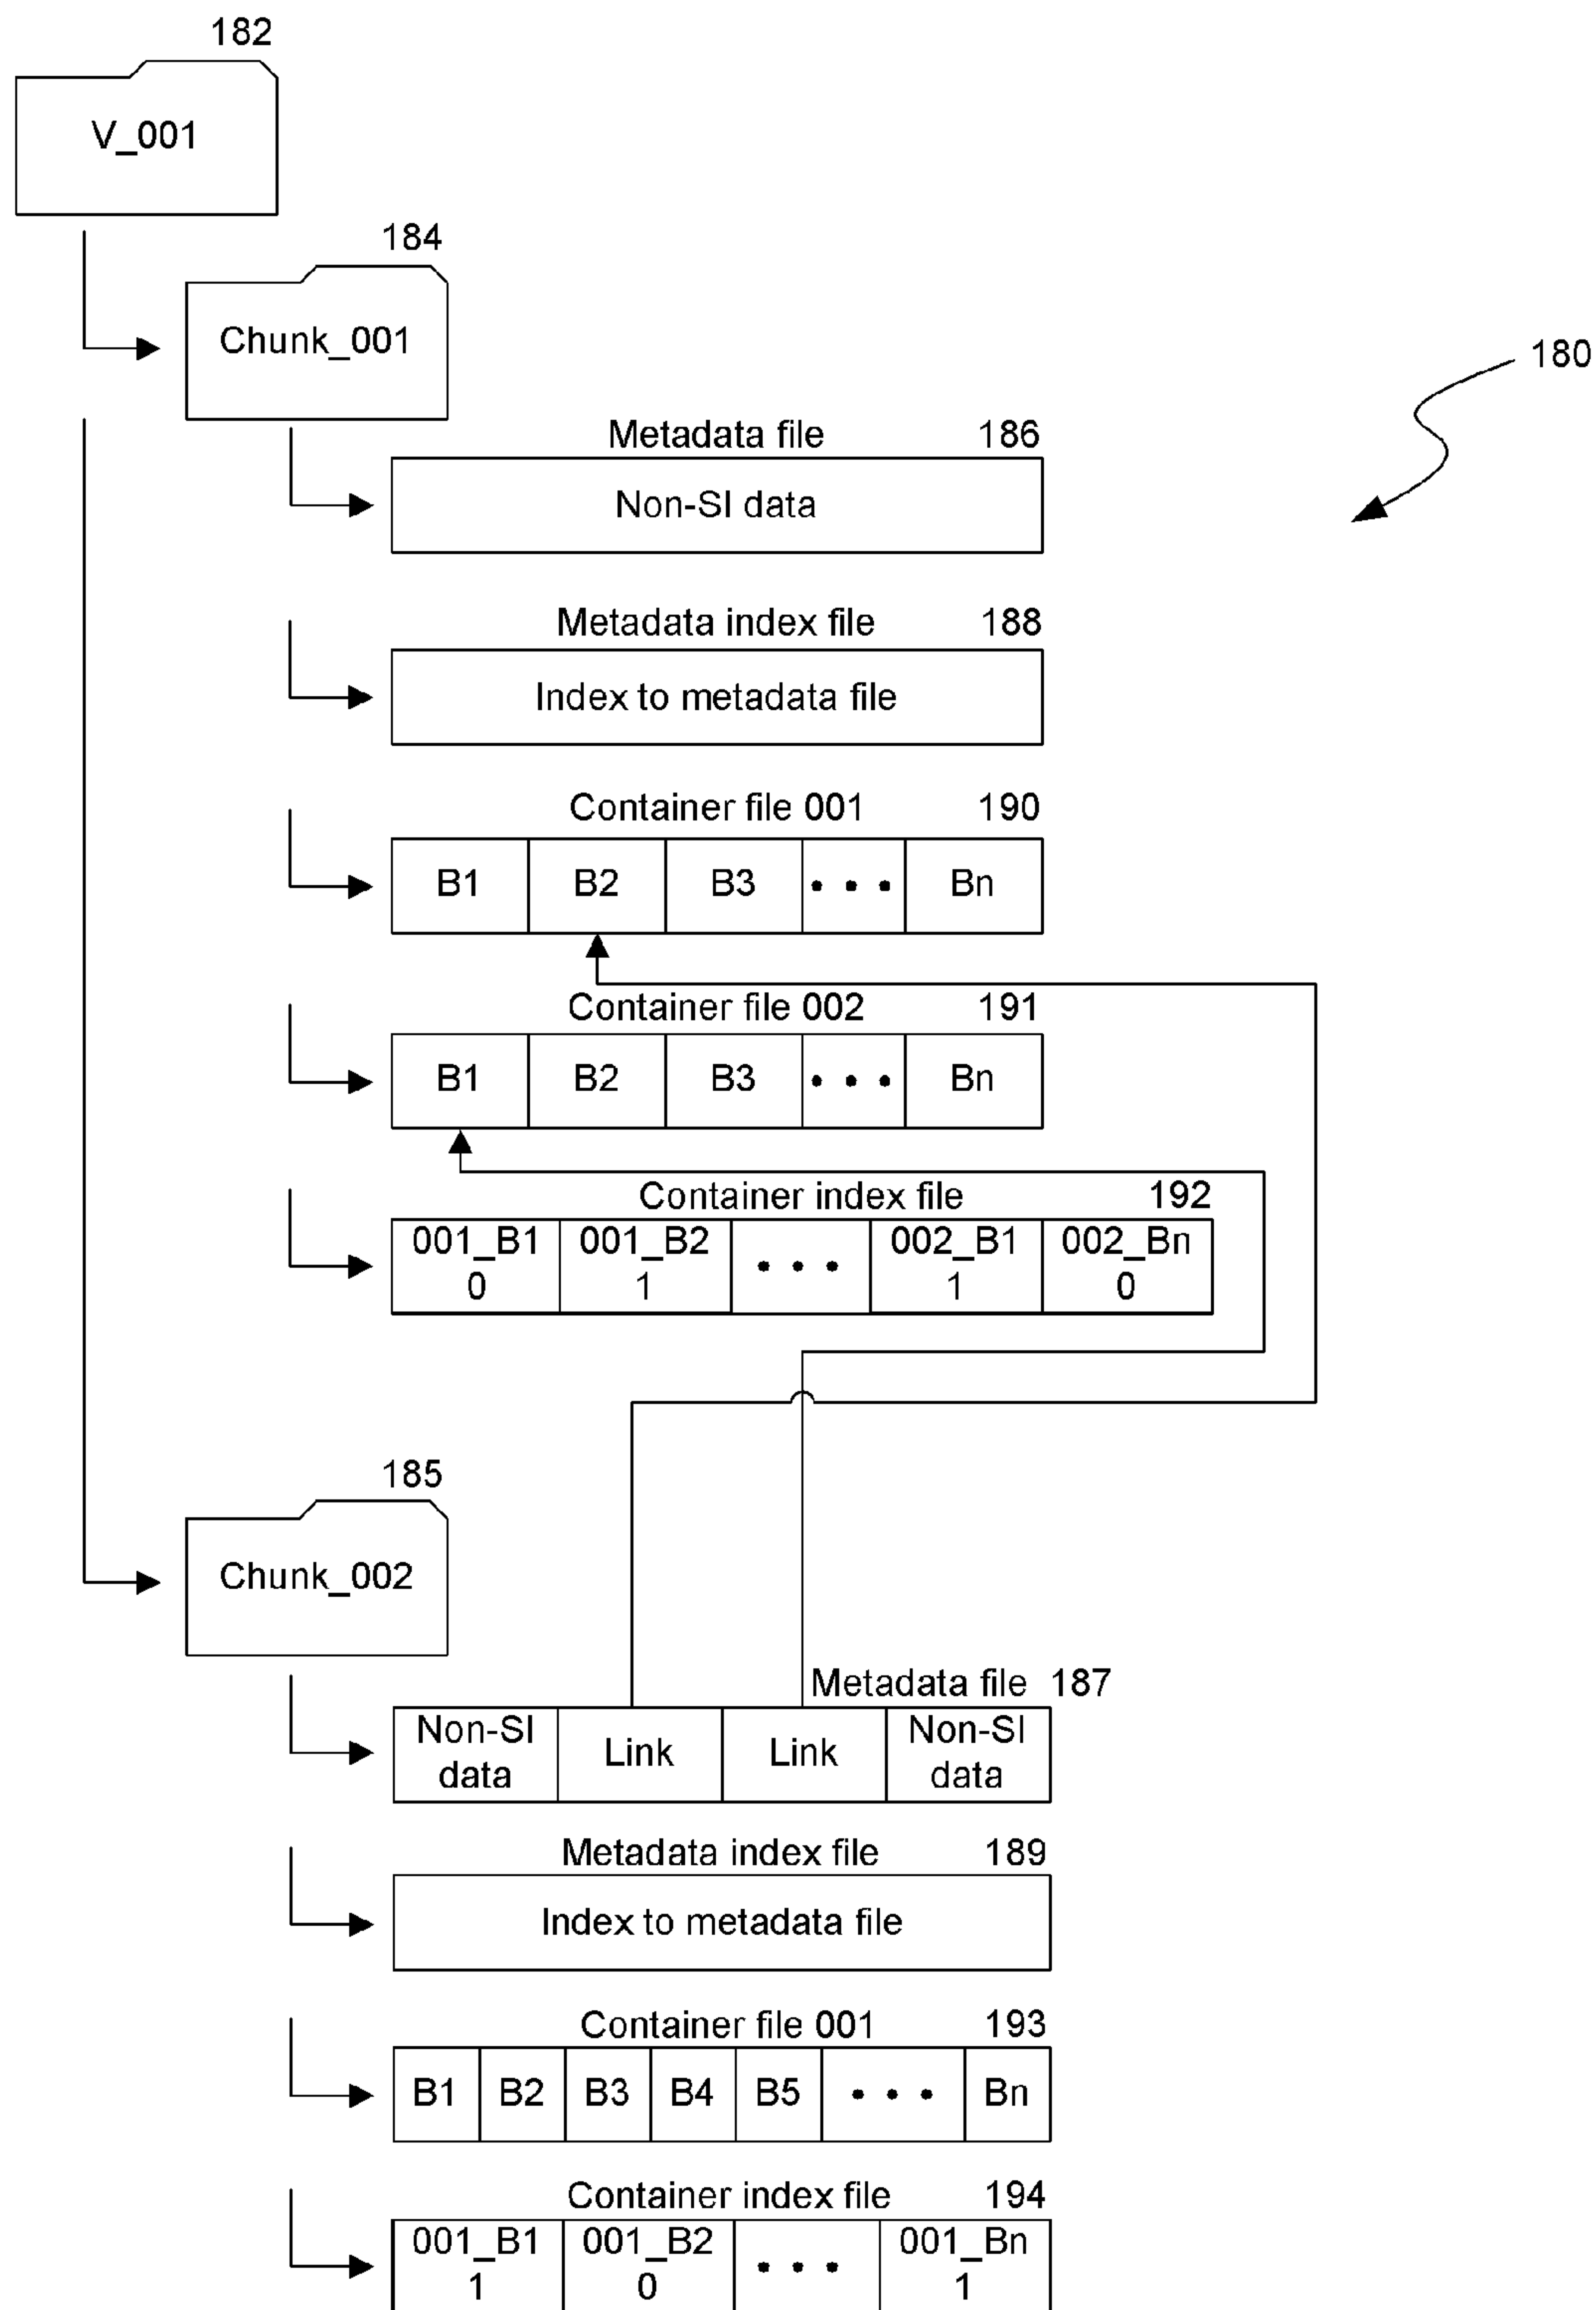 182
V_001
184
Chunk_001
180
Metadata file 186
Non-SI data
Metadata index file 188
Index to metadata file
Container file 001 190
B1 B2 B3 • • • Bn
Container file 002 191
B1 B2 B3 • • • Bn
Container index file 192
001_B1 001_B2 • • • 002_B1 002_Bn
0 1 1 0
185
Chunk_002
Metadata file 187
Non-SI data Link Link Non-SI data
Metadata index file 189
Index to metadata file
Container file 001 193
B1 B2 B3 B4 B5 • • • Bn
Container index file 194
001_B1 001_B2 • • • 001_Bn
1 0 1